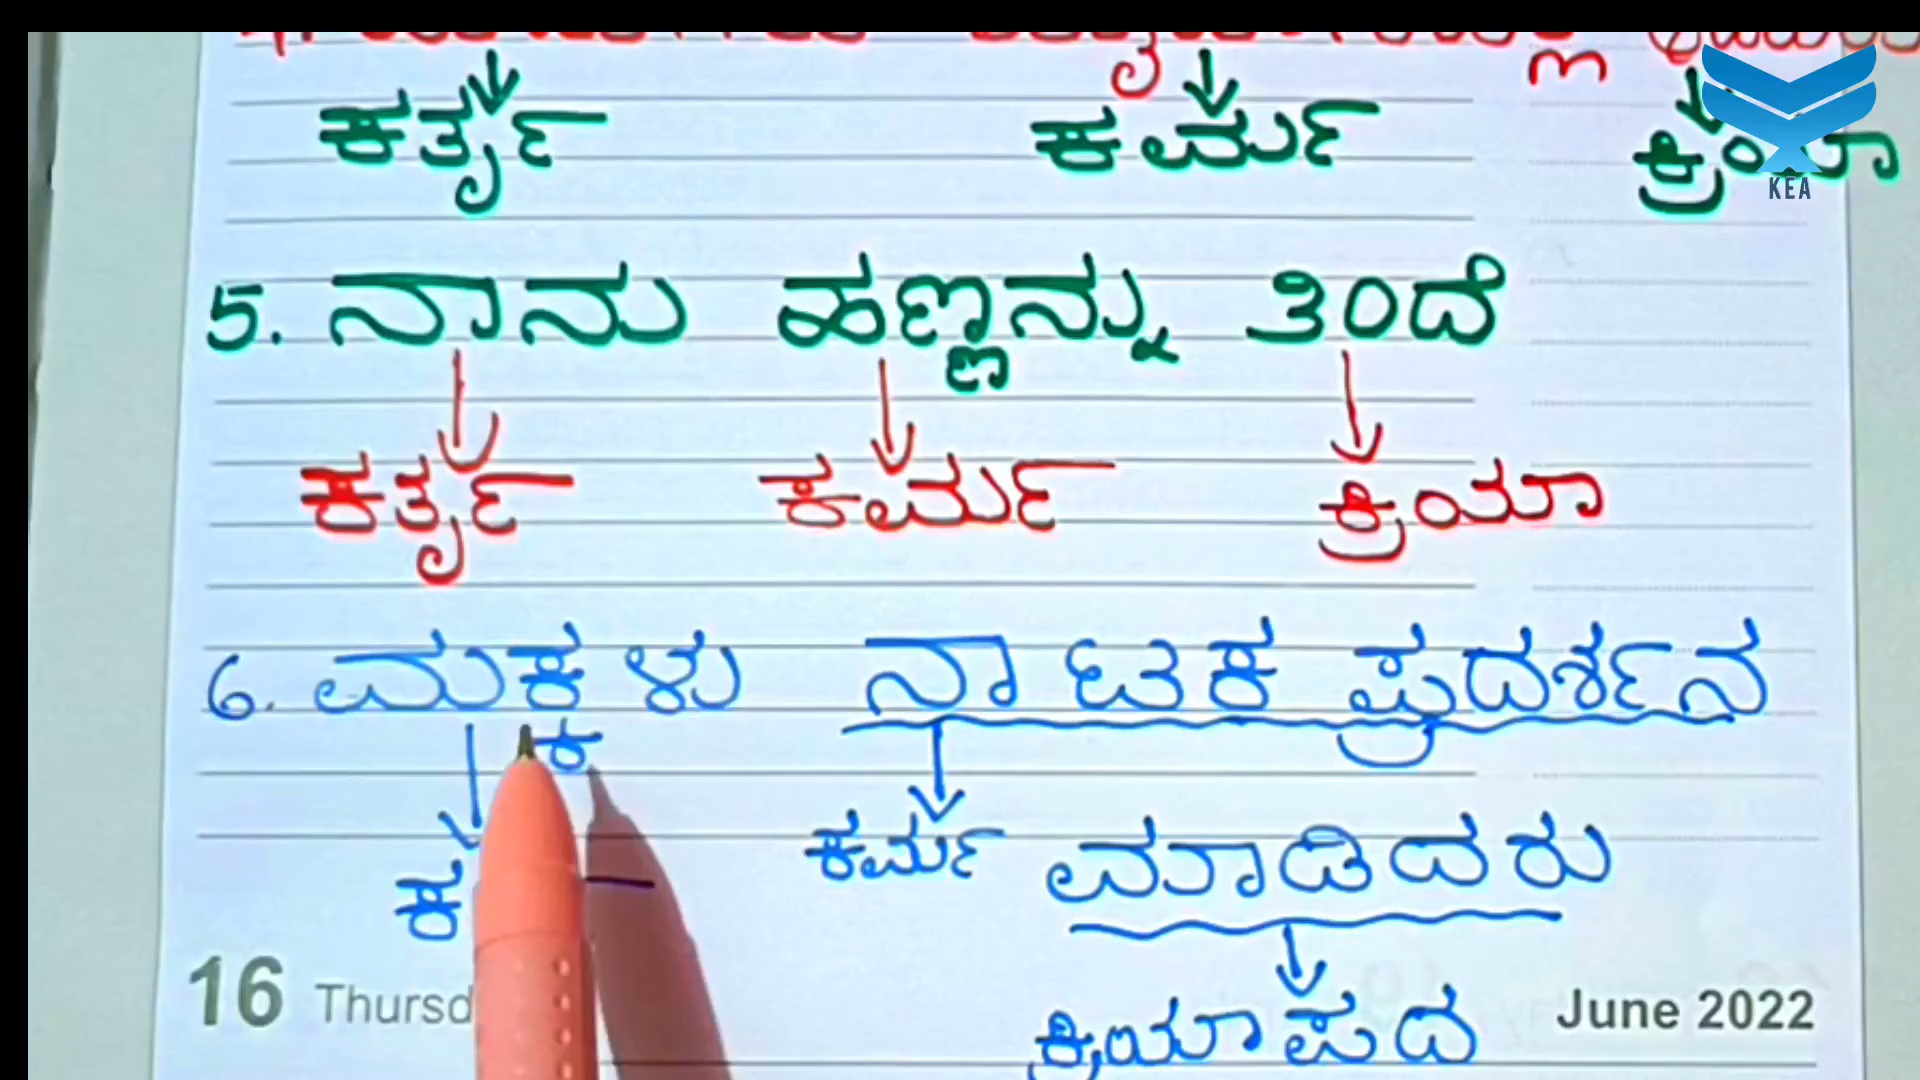 ಕರ್ತೃ ಕರ್ಮ ಕ್ರಿಯಾ
KEA
5. ನಾನು ಹಣ್ಣನ್ನು ತಿಂದೆ
ಕರ್ತೃ ಕರ್ಮ ಕ್ರಿಯಾ
6. ಮಕ್ಕಳು ನಾಟಕ ಪ್ರದರ್ಶನ
ಕ ಕರ್ಮ ಮಾಡಿದರು
16 Thursd June 2022
ಕ್ರಿಯಾಪದ